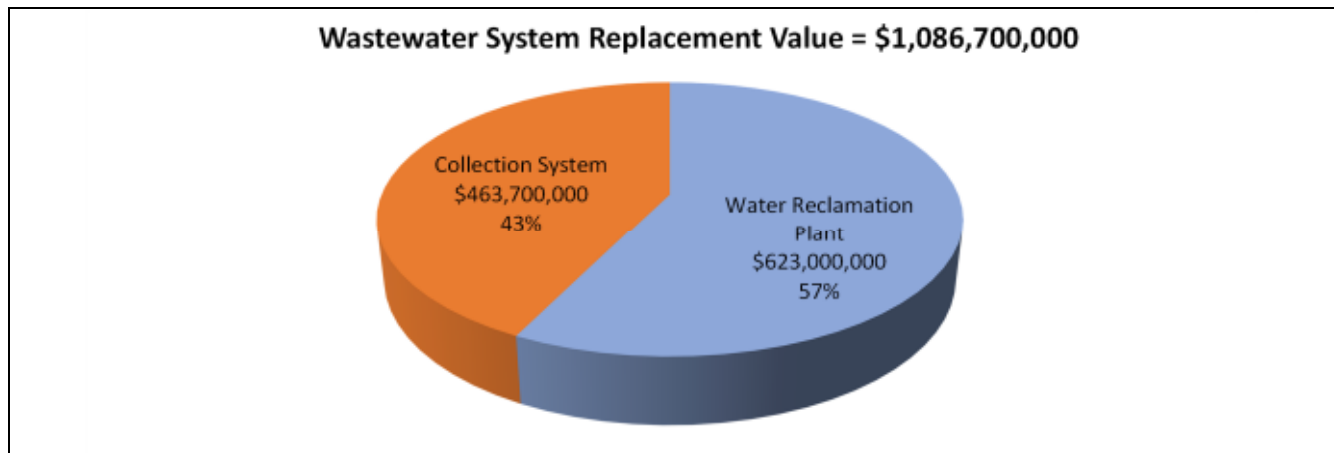 Wastewater System Replacement Value = $1,086,700,000
Collection System
$463,700,000
43%
Water Reclamation
Plant
$623,000,000
57%